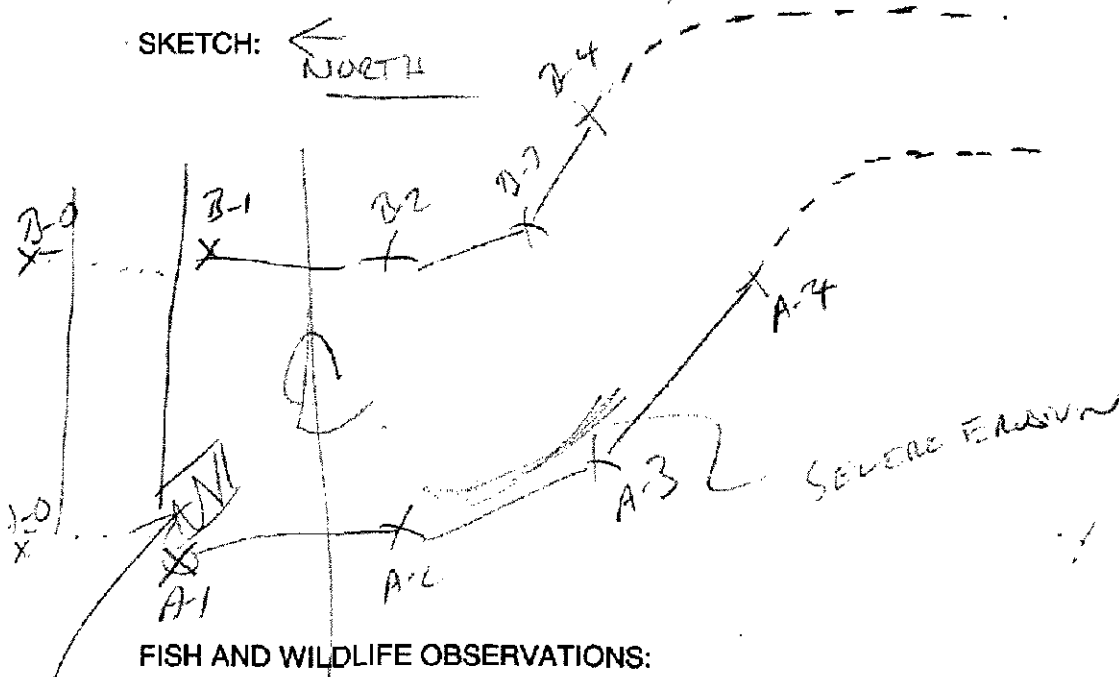 SKETCH:
NORTH
B-4
B-3
B-0
B-1
B-2
A-4
SEVERE EROSION
A-3
A-0
A-2
A-1
FISH AND WILDLIFE OBSERVATIONS: